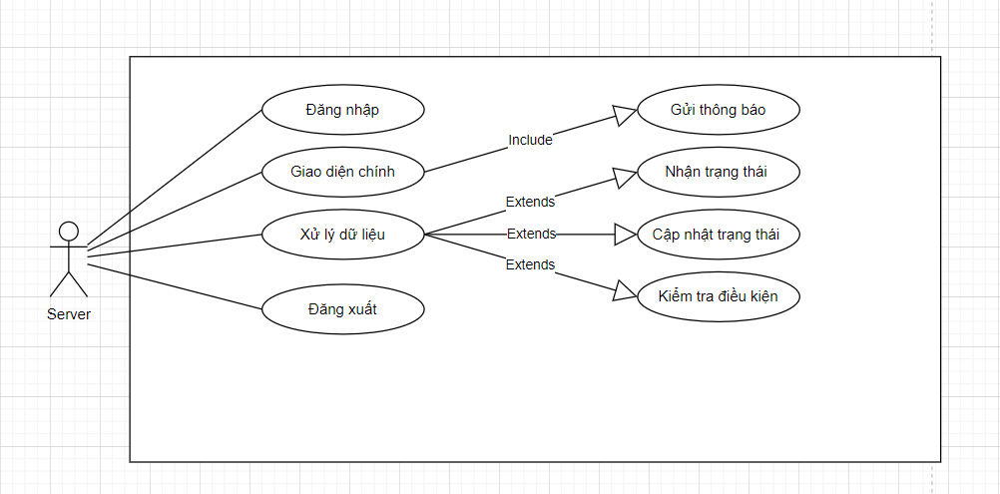 Đăng nhập
Gửi thông báo
Include
Giao diện chính
Nhận trạng thái
Extends
Xử lý dữ liệu
Extends
Cập nhật trạng thái
Extends
Kiểm tra điều kiện
Đăng xuất
Server